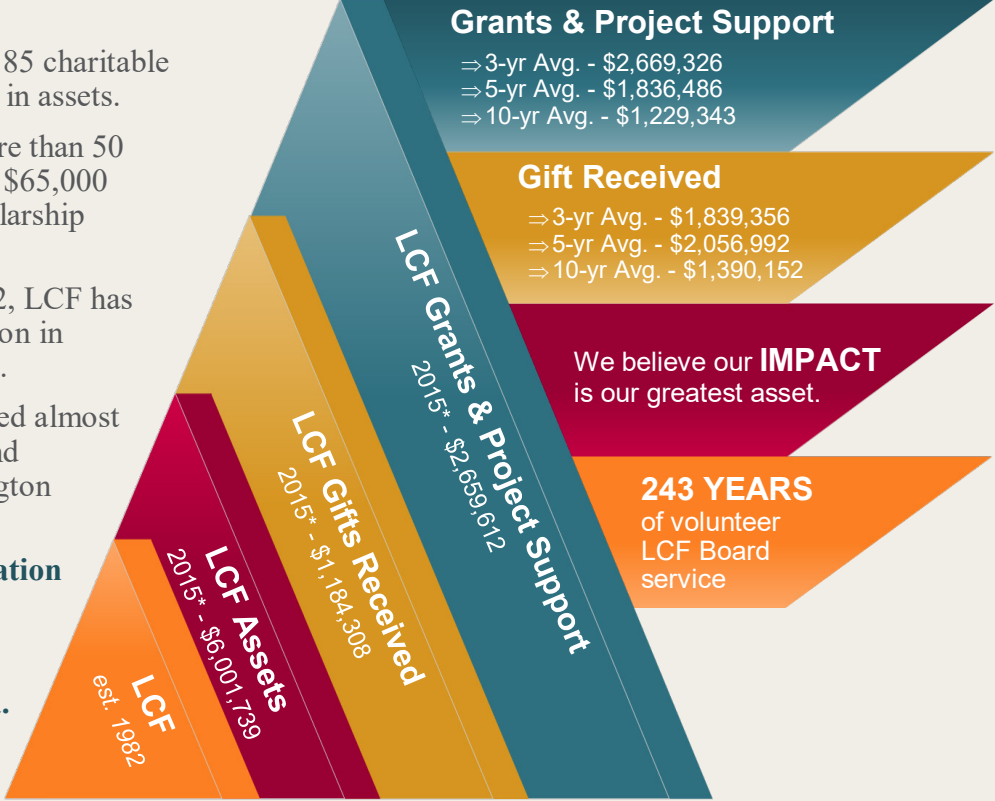 85 charitable
in assets.
re than 50
$65,000
larship
2, LCF has
on in
.
ed almost
nd
gton
ation
.
Grants & Project Support
⇒3-yr Avg. - $2,669,326
⇒5-yr Avg. - $1,836,486
⇒10-yr Avg. - $1,229,343
Gift Received
⇒3-yr Avg. - $1,839,356
⇒5-yr Avg. - $2,056,992
⇒10-yr Avg. - $1,390,152
We believe our IMPACT
is our greatest asset.
243 YEARS
of volunteer
LCF Board
service
LCF Grants & Project Support
2015* - $2,659,612
LCF Gifts Received
2015* - $1,184,308
LCF Assets
2015* - $6,001,739
LCF
est. 1982